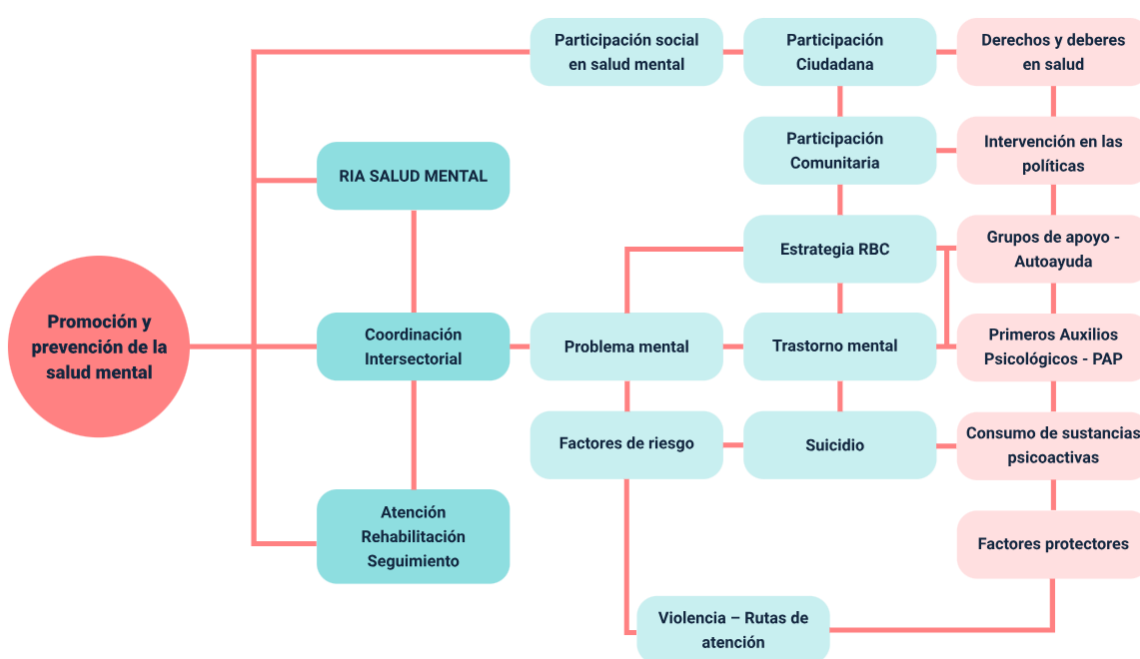 Participación social
en salud mental
Participación
Ciudadana
Derechos y deberes
en salud
Participación
Comunitaria
Intervención en las
políticas
RIA SALUD MENTAL
Estrategia RBC
Grupos de apoyo -
Autoayuda
Promoción y
prevención de la
salud mental
Coordinación
Intersectorial
Problema mental
Trastorno mental
Primeros Auxilios
Psicológicos - PAP
Factores de riesgo
Suicidio
Consumo de sustancias
psicoactivas
Atención
Rehabilitación
Seguimiento
Factores protectores
Violencia – Rutas de
atención